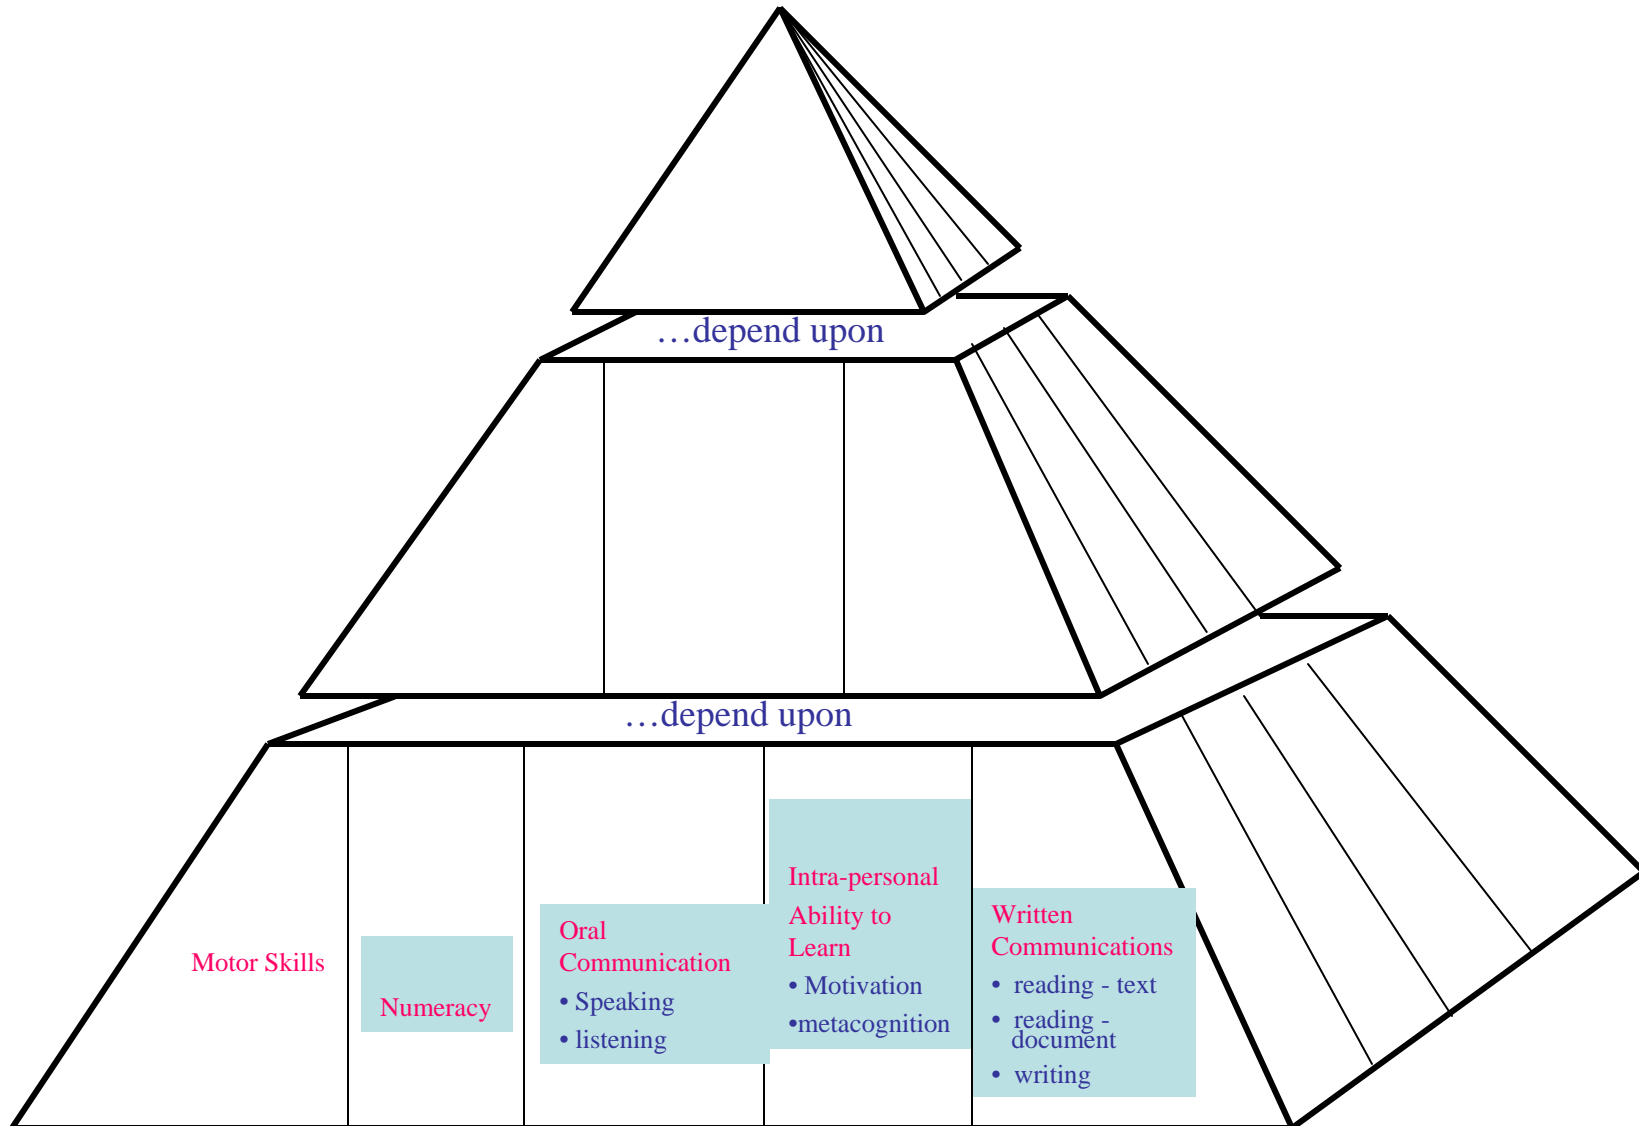 …depend upon
…depend upon
Motor Skills
Numeracy
Oral
Communication
• Speaking
• listening
Intra-personal
Ability to
Learn
• Motivation
•metacognition
Written
Communications
• reading - text
• reading -
document
• writing